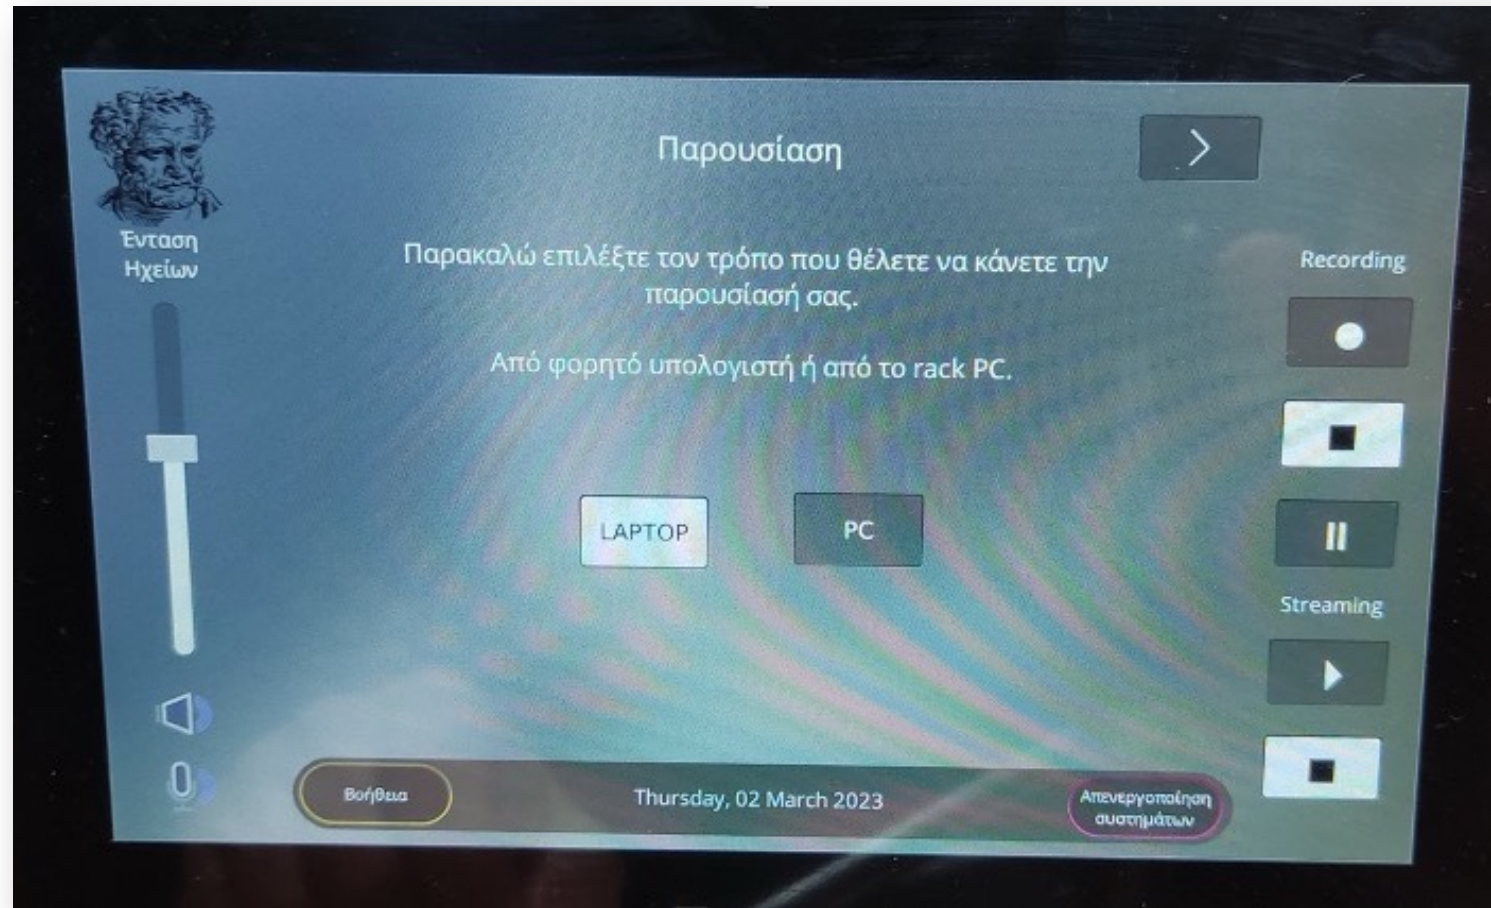 Παρουσίαση
Ένταση
Ηχείων
Παρακαλώ επιλέξτε τον τρόπο που θέλετε να κάνετε την
παρουσίασή σας.
Από φορητό υπολογιστή ή από το rack PC.
LAPTOP
PC
Recording
Streaming
Βοήθεια
Thursday, 02 March 2023
Απενεργοποίηση
συστημάτων